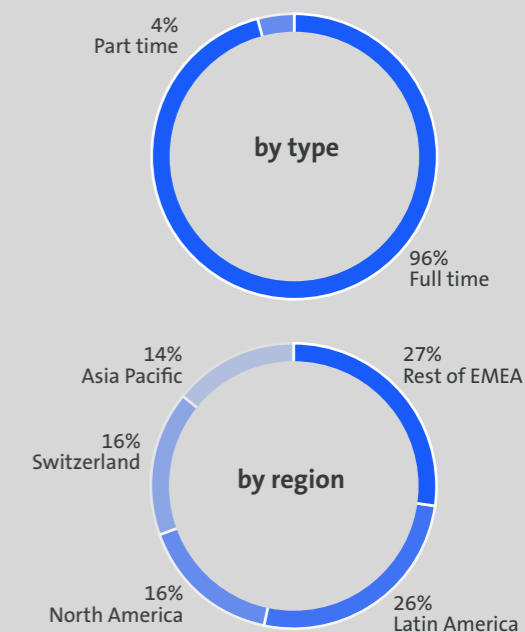 4%
Part time
by type
96%
Full time
14%
Asia Pacific
27%
Rest of EMEA
16%
Switzerland
by region
16%
North America
26%
Latin America